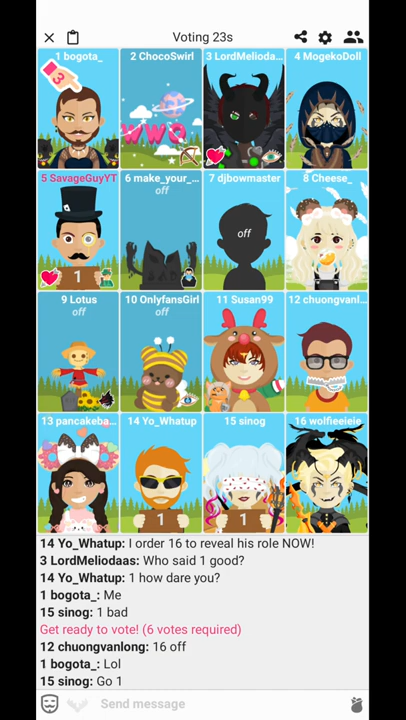 Voting 23s
1 bogota_
2 ChocoSwirl
3 LordMelioda...
4 MogekoDoll
3
WWO
5 SavageGuyYT
6 make_your_...
off
7 djbowmaster
off
8 Cheese_
1
9 Lotus
off
10 OnlyfansGirl
off
11 Susan99
12 chuongvanl...
13 pancakeba...
14 Yo_Whatup
15 sinog
16 wolfieeieie
1
1
14 Yo_Whatup: I order 16 to reveal his role NOW!
3 LordMeliodaas: Who said 1 good?
14 Yo_Whatup: 1 how dare you?
1 bogota_: Me
15 sinog: 1 bad
Get ready to vote! (6 votes required)
12 chuongvanlong: 16 off
1 bogota_: Lol
15 sinog: Go 1
Send message